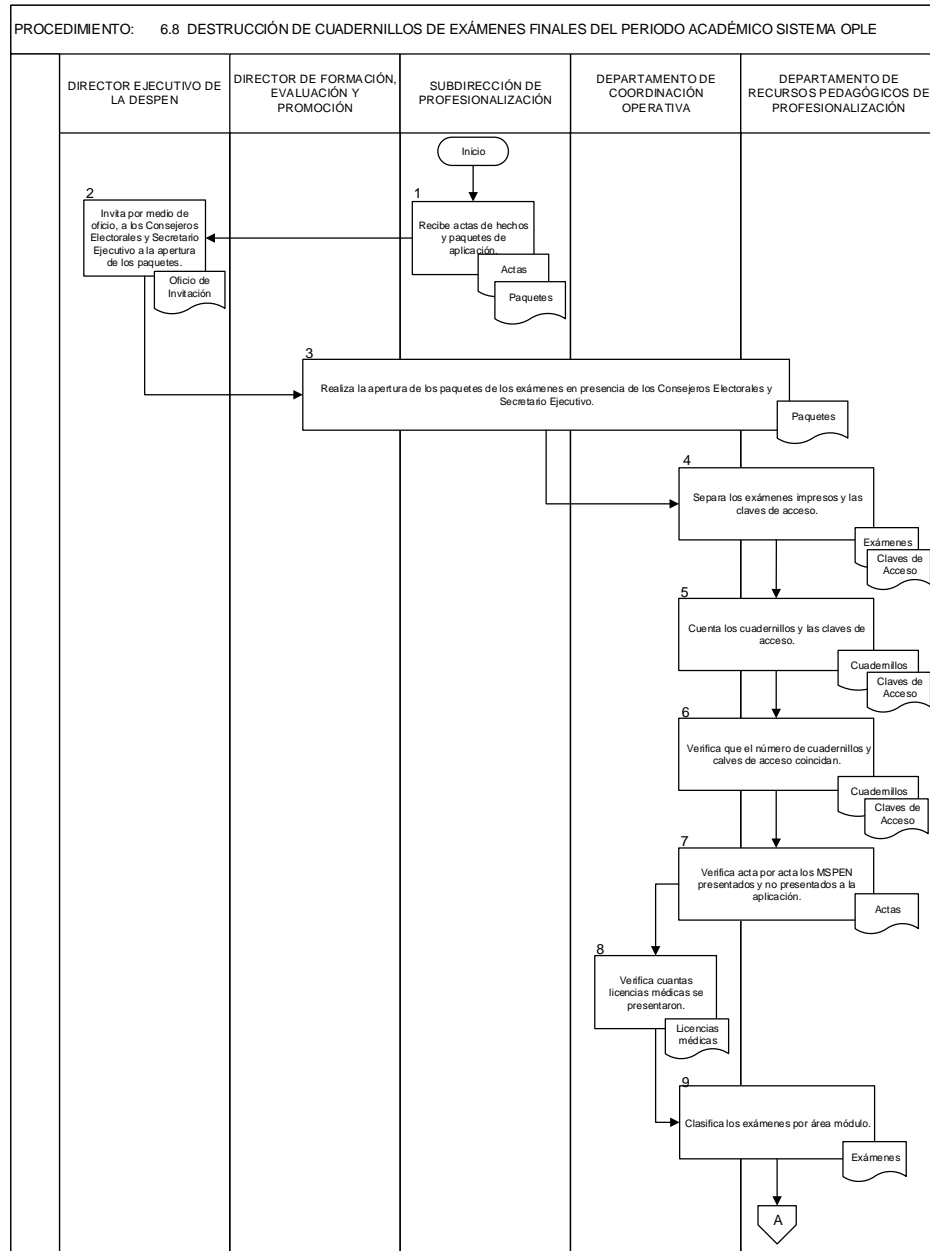 PROCEDIMIENTO: 6.8 DESTRUCCIÓN DE CUADERNILLOS DE EXÁMENES FINALES DEL PERIODO ACADÉMICO SISTEMA OPLE
DIRECTOR EJECUTIVO DE
LA DESPEN
DIRECTOR DE FORMACIÓN,
EVALUACIÓN Y
PROMOCIÓN
SUBDIRECCIÓN DE
PROFESIONALIZACIÓN
DEPARTAMENTO DE
COORDINACIÓN
OPERATIVA
DEPARTAMENTO DE
RECURSOS PEDAGÓGICOS DE
PROFESIONALIZACIÓN
Inicio
1
Recibe actas de hechos
y paquetes de
aplicación.
Actas
Paquetes
2
Invita por medio de
oficio, a los Consejeros
Electorales y Secretario
Ejecutivo a la apertura
de los paquetes.
Oficio de
Invitación
3
Realiza la apertura de los paquetes de los exámenes en presencia de los Consejeros Electorales y
Secretario Ejecutivo.
Paquetes
4
Separa los exámenes impresos y las
claves de acceso.
Exámenes
Claves de
Acceso
5
Cuenta los cuadernillos y las claves de
acceso.
Cuadernillos
Claves de
Acceso
6
Verifica que el número de cuadernillos y
calves de acceso coincidan.
Cuadernillos
Claves de
Acceso
7
Verifica acta por acta los MSPEN
presentados y no presentados a la
aplicación.
Actas
8
Verifica cuantas
licencias médicas se
presentaron.
Licencias
médicas
9
Clasifica los exámenes por área módulo.
Exámenes
A